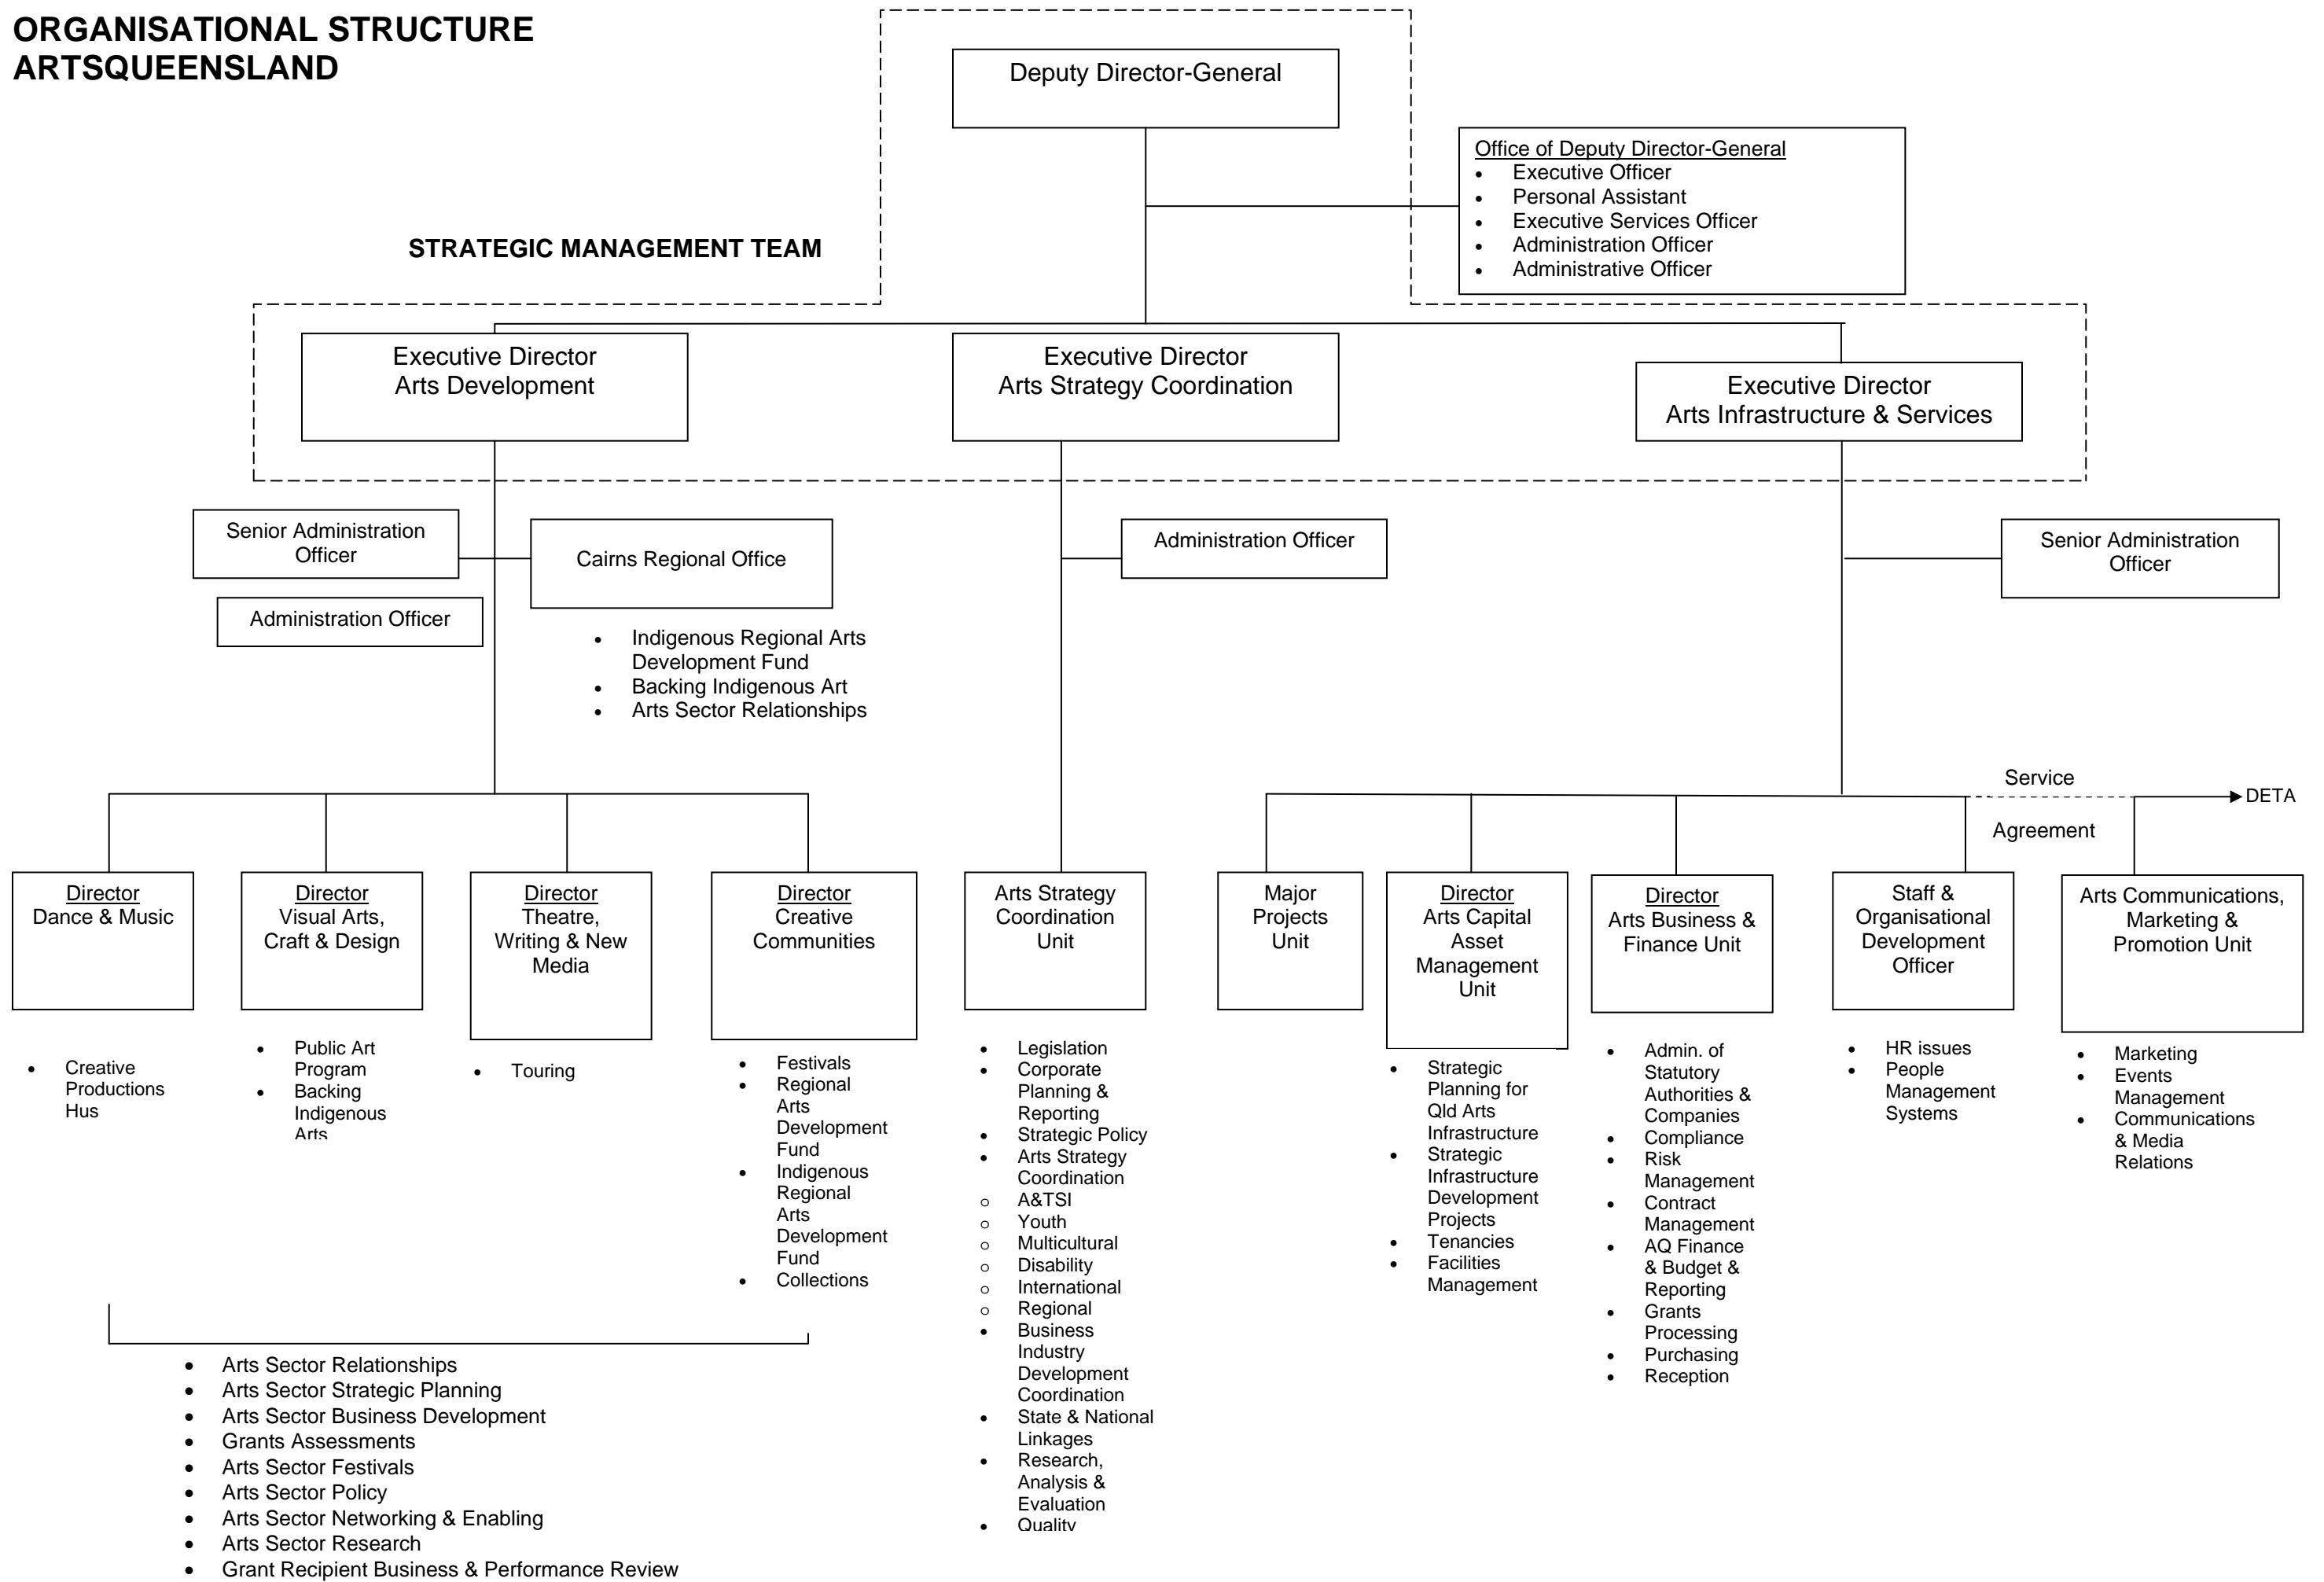 ORGANISATIONAL STRUCTURE
ARTSQUEENSLAND
Deputy Director-General
Office of Deputy Director-General
• Executive Officer
• Personal Assistant
• Executive Services Officer
• Administration Officer
• Administrative Officer
STRATEGIC MANAGEMENT TEAM
Executive Director
Arts Development
Executive Director
Arts Strategy Coordination
Executive Director
Arts Infrastructure & Services
Senior Administration
Officer
Cairns Regional Office
Administration Officer
Senior Administration
Officer
Administration Officer
• Indigenous Regional Arts
Development Fund
• Backing Indigenous Art
• Arts Sector Relationships
Service
DETA
Agreement
Director
Dance & Music
Director
Visual Arts,
Craft & Design
Director
Theatre,
Writing & New
Media
Director
Creative
Communities
Arts Strategy
Coordination
Unit
Major
Projects
Unit
Director
Arts Capital
Asset
Management
Unit
Director
Arts Business &
Finance Unit
Staff &
Organisational
Development
Officer
Arts Communications,
Marketing &
Promotion Unit
• Creative
Productions
Hus
• Public Art
Program
• Backing
Indigenous
Arts
• Touring
• Festivals
• Regional
Arts
Development
Fund
• Indigenous
Regional
Arts
Development
Fund
• Collections
• Legislation
• Corporate
Planning &
Reporting
• Strategic Policy
• Arts Strategy
Coordination
o A&TSI
o Youth
o Multicultural
o Disability
o International
o Regional
• Business
Industry
Development
Coordination
• State & National
Linkages
• Research,
Analysis &
Evaluation
• Quality
• Strategic
Planning for
Qld Arts
Infrastructure
• Strategic
Infrastructure
Development
Projects
• Tenancies
• Facilities
Management
• Admin. of
Statutory
Authorities &
Companies
• Compliance
• Risk
Management
• Contract
Management
• AQ Finance
& Budget &
Reporting
• Grants
Processing
• Purchasing
• Reception
• HR issues
• People
Management
Systems
• Marketing
• Events
Management
• Communications
& Media
Relations
• Arts Sector Relationships
• Arts Sector Strategic Planning
• Arts Sector Business Development
• Grants Assessments
• Arts Sector Festivals
• Arts Sector Policy
• Arts Sector Networking & Enabling
• Arts Sector Research
• Grant Recipient Business & Performance Review